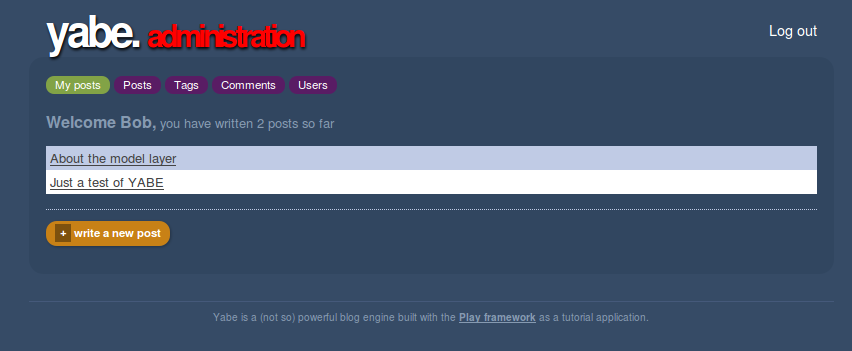 yabe. administration
Log out
My posts Posts Tags Comments Users
Welcome Bob, you have written 2 posts so far
About the model layer
Just a test of YABE
+ write a new post
Yabe is a (not so) powerful blog engine built with the Play framework as a tutorial application.